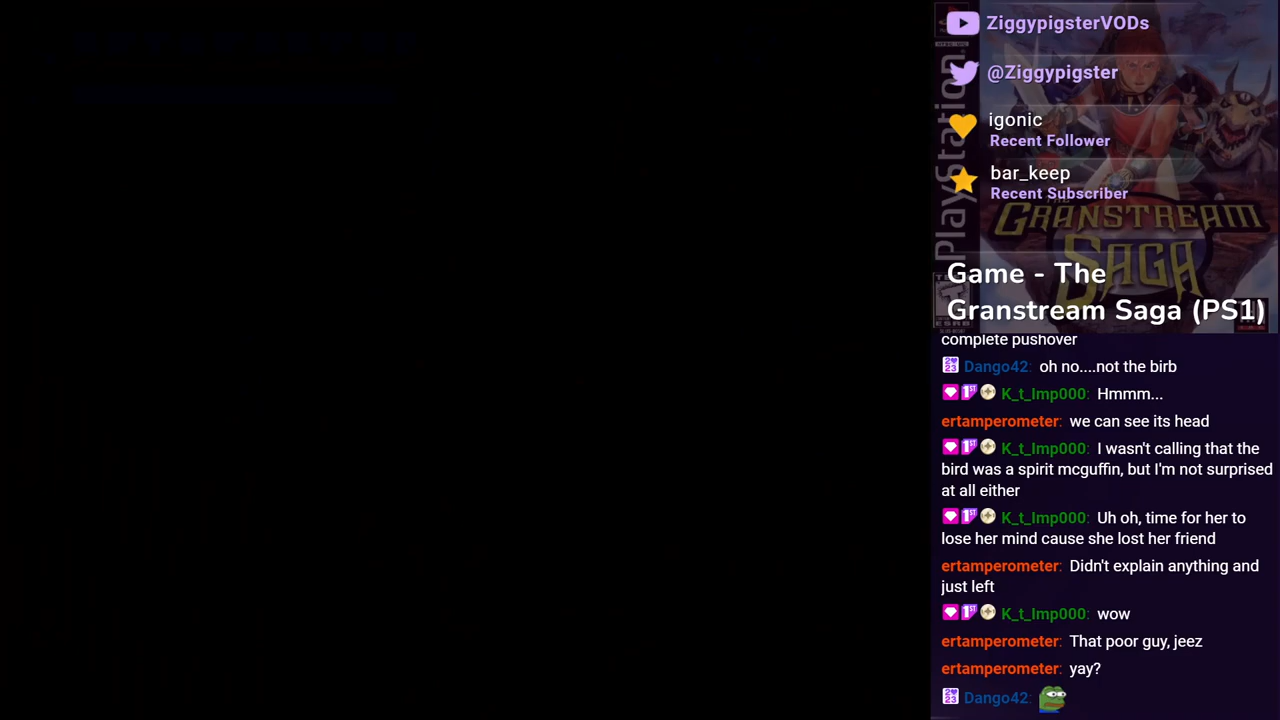 ZiggypigsterVODs
@Ziggypigster
igonic
Recent Follower
bar_keep
Recent Subscriber
PlayStation
THE
GRANSTREAM
SAGA
Game - The
Granstream Saga (PS1)
complete pushover
Dango42: oh no....not the birb
K_t_Imp000: Hmmm...
ertamperometer: we can see its head
K_t_Imp000: I wasn't calling that the
bird was a spirit mcguffin, but I'm not surprised
at all either
K_t_Imp000: Uh oh, time for her to
lose her mind cause she lost her friend
ertamperometer: Didn't explain anything and
just left
K_t_Imp000: wow
ertamperometer: That poor guy, jeez
ertamperometer: yay?
Dango42: